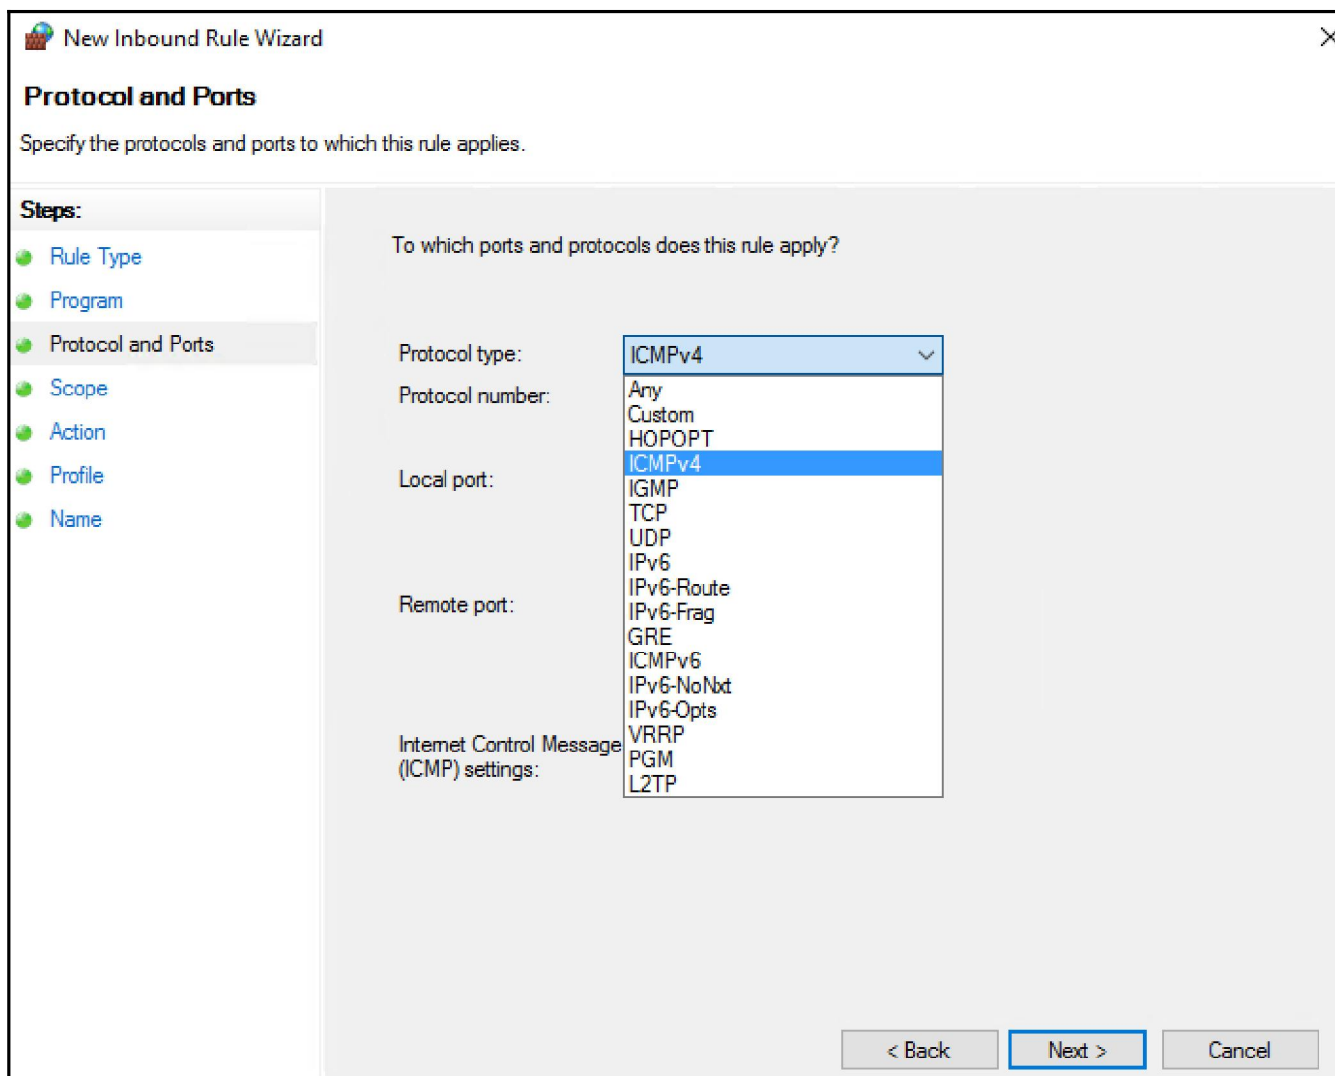 New Inbound Rule Wizard
Protocol and Ports
Specify the protocols and ports to which this rule applies.
Steps:
Rule Type
Program
Protocol and Ports
Scope
Action
Profile
Name
To which ports and protocols does this rule apply?
Protocol type:
ICMPv4
Protocol number:
Any
Custom
HOPOPT
ICMPv4
IGMP
TCP
UDP
IPv6
IPv6-Route
IPv6-Frag
GRE
ICMPv6
IPv6-NoNxt
IPv6-Opts
VRRP
PGM
L2TP
Local port:
Remote port:
Internet Control Message
(ICMP) settings:
< Back
Next >
Cancel